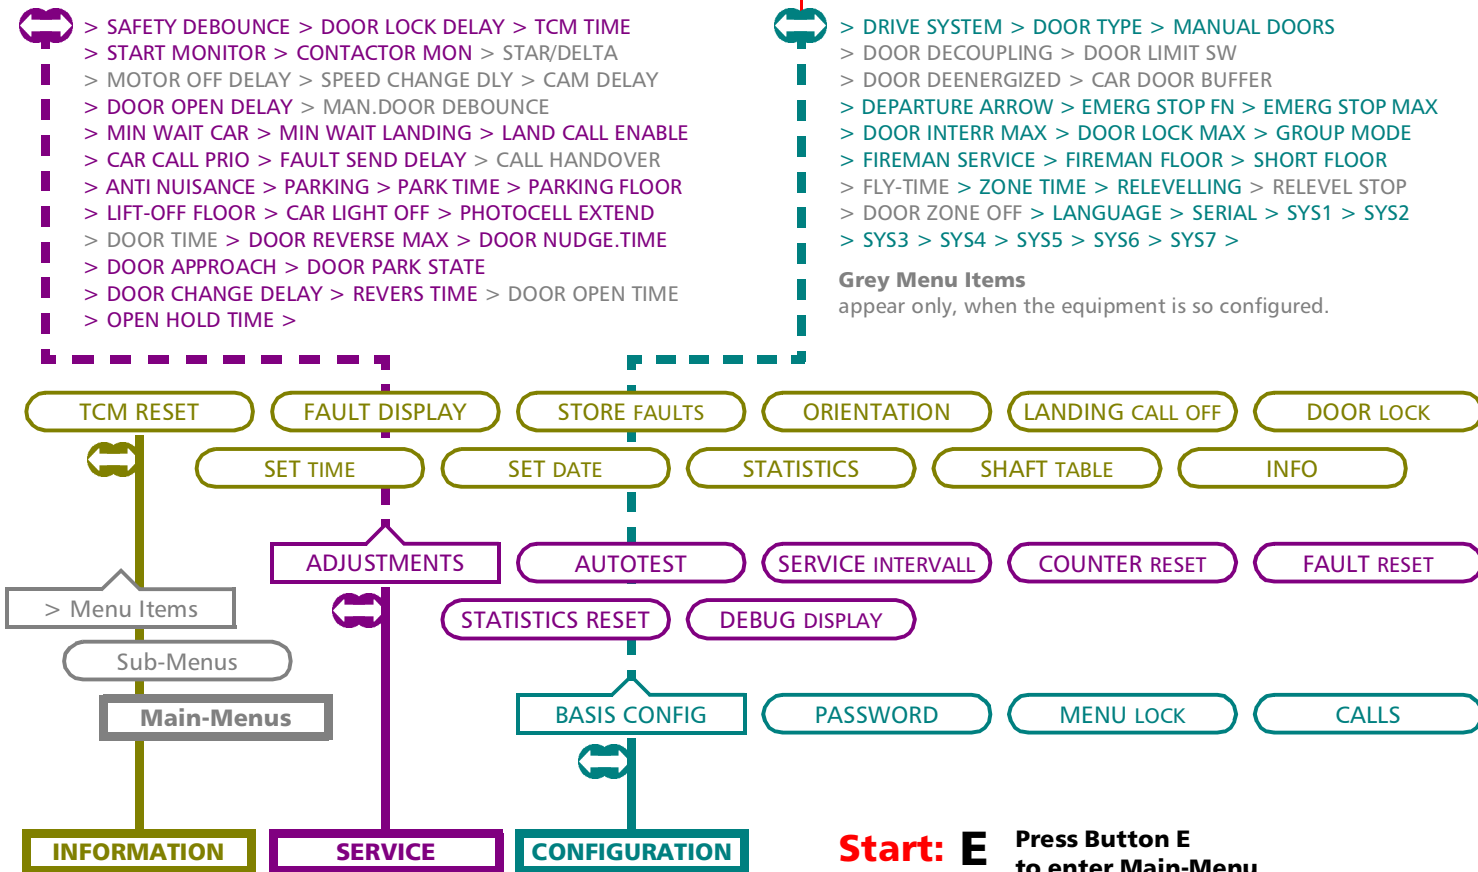 > SAFETY DEBOUNCE > DOOR LOCK DELAY > TCM TIME
> START MONITOR > CONTACTOR MON > STAR/DELTA
> MOTOR OFF DELAY > SPEED CHANGE DLY > CAM DELAY
> DOOR OPEN DELAY > MAN.DOOR DEBOUNCE
> MIN WAIT CAR > MIN WAIT LANDING > LAND CALL ENABLE
> CAR CALL PRIO > FAULT SEND DELAY > CALL HANDOVER
> ANTI NUISANCE > PARKING > PARK TIME > PARKING FLOOR
> LIFT-OFF FLOOR > CAR LIGHT OFF > PHOTOCELL EXTEND
> DOOR TIME > DOOR REVERSE MAX > DOOR NUDGE.TIME
> DOOR APPROACH > DOOR PARK STATE
> DOOR CHANGE DELAY > REVERS TIME > DOOR OPEN TIME
> OPEN HOLD TIME >
> DRIVE SYSTEM > DOOR TYPE > MANUAL DOORS
> DOOR DECOUPLING > DOOR LIMIT SW
> DOOR DEENERGIZED > CAR DOOR BUFFER
> DEPARTURE ARROW > EMERG STOP FN > EMERG STOP MAX
> DOOR INTERR MAX > DOOR LOCK MAX > GROUP MODE
> FIREMAN SERVICE > FIREMAN FLOOR > SHORT FLOOR
> FLY-TIME > ZONE TIME > RELEVELLING > RELEVEL STOP
> DOOR ZONE OFF > LANGUAGE > SERIAL > SYS1 > SYS2
> SYS3 > SYS4 > SYS5 > SYS6 > SYS7 >
Grey Menu Items
appear only, when the equipment is so configured.
TCM RESET FAULT DISPLAY STORE FAULTS ORIENTATION LANDING CALL OFF DOOR LOCK
SET TIME SET DATE STATISTICS SHAFT TABLE INFO
ADJUSTMENTS AUTOTEST SERVICE INTERVALL COUNTER RESET FAULT RESET
> Menu Items
STATISTICS RESET DEBUG DISPLAY
Sub-Menus
Main-Menus
BASIS CONFIG PASSWORD MENU LOCK CALLS
INFORMATION SERVICE CONFIGURATION
Start: E Press Button E
to enter Main-Menu